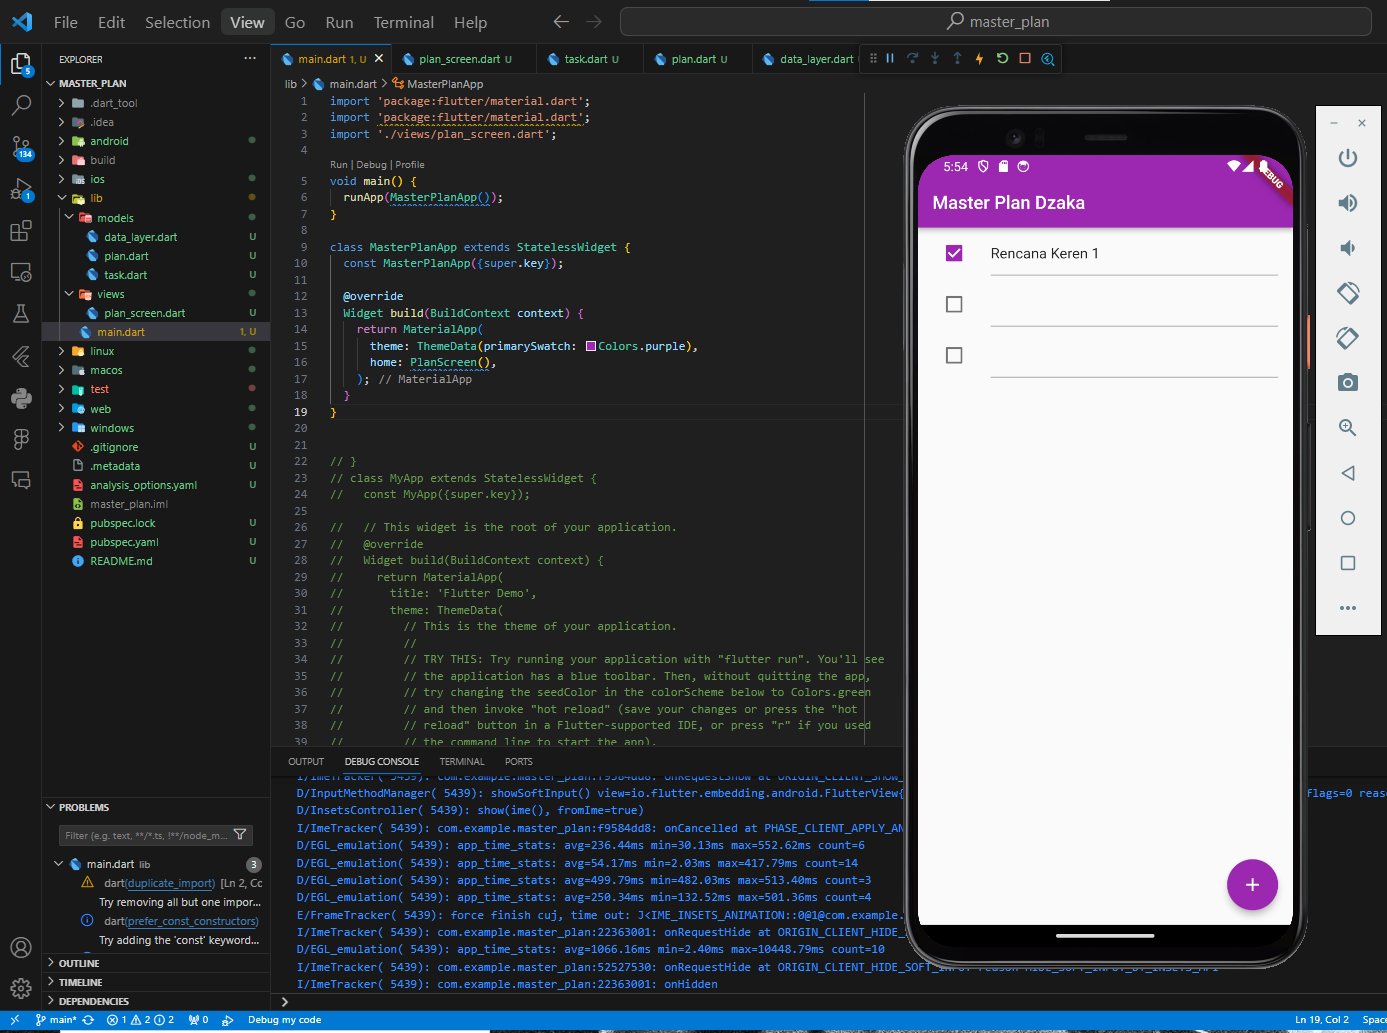 File Edit Selection View Go Run Terminal Help
master_plan
EXPLORER
MASTER_PLAN
.dart_tool
.idea
android
build
ios
lib
models
data_layer.dart U
plan.dart U
task.dart U
views
plan_screen.dart U
main.dart 1, U
linux
macos
test
web
windows
.gitignore U
.metadata U
analysis_options.yaml U
master_plan.iml
pubspec.lock U
pubspec.yaml U
README.md U
PROBLEMS
Filter (e.g. text, **/*.ts, !**/node_m...
main.dart lib 3
dart(duplicate_import) [Ln 2, Co
Try removing all but one impor...
dart(prefer_const_constructors)
Try adding the 'const' keyword...
OUTLINE
TIMELINE
DEPENDENCIES
5
134
1
main.dart 1, U
plan_screen.dart U
task.dart U
plan.dart U
data_layer.dart
lib > main.dart > MasterPlanApp
1 import 'package:flutter/material.dart';
2 import 'package:flutter/material.dart';
3 import './views/plan_screen.dart';
4
Run | Debug | Profile
5 void main() {
6 runApp(MasterPlanApp());
7 }
8
9 class MasterPlanApp extends StatelessWidget {
10 const MasterPlanApp({super.key});
11
12 @override
13 Widget build(BuildContext context) {
14 return MaterialApp(
15 theme: ThemeData(primarySwatch: Colors.purple),
16 home: PlanScreen(),
17 ); // MaterialApp
18 }
19 }
20
21
22 // }
23 // class MyApp extends StatelessWidget {
24 // const MyApp({super.key});
25
26 // // This widget is the root of your application.
27 // @override
28 // Widget build(BuildContext context) {
29 // return MaterialApp(
30 // title: 'Flutter Demo',
31 // theme: ThemeData(
32 // // This is the theme of your application.
33 // //
34 // // TRY THIS: Try running your application with "flutter run". You'll see
35 // // the application has a blue toolbar. Then, without quitting the app,
36 // // try changing the seedColor in the colorScheme below to Colors.green
37 // // and then invoke "hot reload" (save your changes or press the "hot
38 // // reload" button in a Flutter-supported IDE, or press "r" if you used
39 // // the command line to start the app).
OUTPUT DEBUG CONSOLE TERMINAL PORTS
I/ImeTracker( 5439): com.example.master_plan:f9584dd8: onRequestShow at ORIGIN_CLIENT_SHOW_
D/InputMethodManager( 5439): showSoftInput() view=io.flutter.embedding.android.FlutterView{ flags=0 reaso
D/InsetsController( 5439): show(ime(), fromIme=true)
I/ImeTracker( 5439): com.example.master_plan:f9584dd8: onCancelled at PHASE_CLIENT_APPLY_AN
D/EGL_emulation( 5439): app_time_stats: avg=236.44ms min=30.13ms max=552.62ms count=6
D/EGL_emulation( 5439): app_time_stats: avg=54.17ms min=2.03ms max=417.79ms count=14
D/EGL_emulation( 5439): app_time_stats: avg=499.79ms min=482.03ms max=513.40ms count=3
D/EGL_emulation( 5439): app_time_stats: avg=250.34ms min=132.52ms max=501.36ms count=4
E/FrameTracker( 5439): force finish cuj, time out: J<IME_INSETS_ANIMATION::0@1@com.example.
I/ImeTracker( 5439): com.example.master_plan:22363001: onRequestHide at ORIGIN_CLIENT_HIDE_
D/EGL_emulation( 5439): app_time_stats: avg=1066.16ms min=2.40ms max=10448.79ms count=10
I/ImeTracker( 5439): com.example.master_plan:52527530: onRequestHide at ORIGIN_CLIENT_HIDE_SOFT_INPUT reason HIDE_SOFT_INPUT_BY_INSETS_API
I/ImeTracker( 5439): com.example.master_plan:22363001: onHidden
5:54
DEBUG
Master Plan Dzaka
Rencana Keren 1
main* 1 2 2 0 Debug my code
Ln 19, Col 2 Space